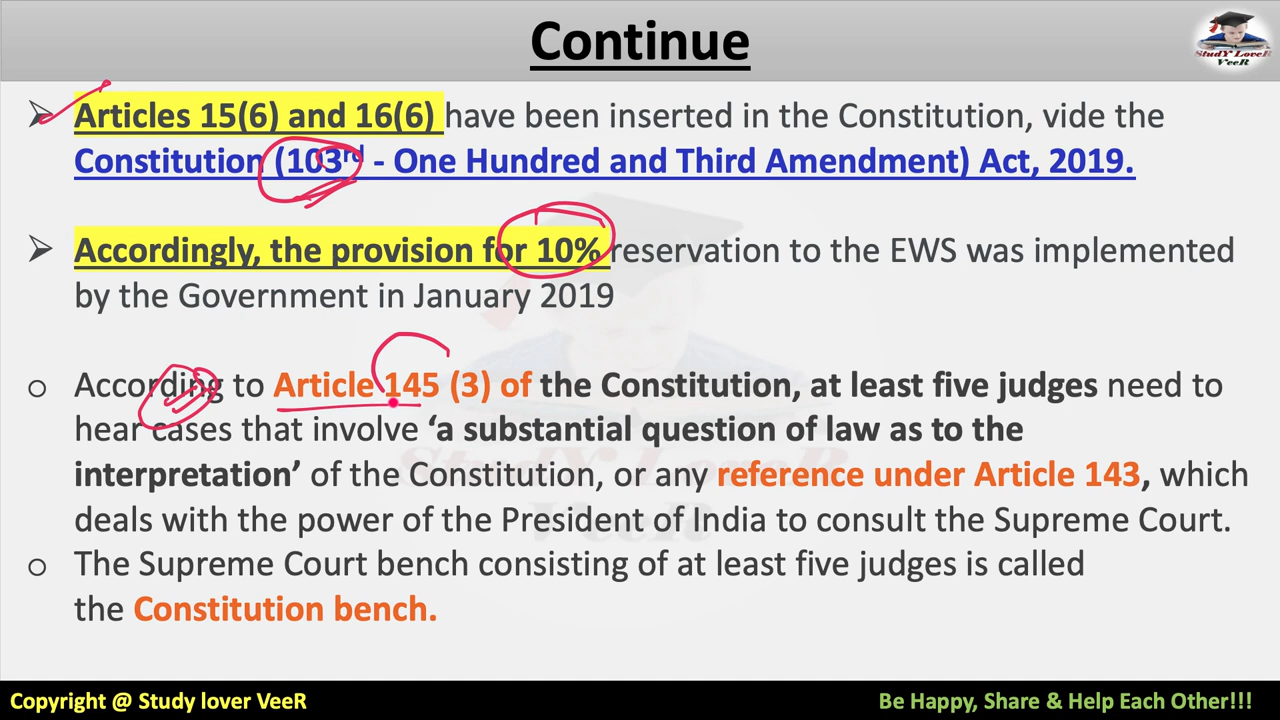 Continue
StudY LoveR
VeeR
Articles 15(6) and 16(6) have been inserted in the Constitution, vide the
Constitution (103rd - One Hundred and Third Amendment) Act, 2019.
Accordingly, the provision for 10% reservation to the EWS was implemented
by the Government in January 2019
According to Article 145 (3) of the Constitution, at least five judges need to
hear cases that involve ‘a substantial question of law as to the
interpretation’ of the Constitution, or any reference under Article 143, which
deals with the power of the President of India to consult the Supreme Court.
The Supreme Court bench consisting of at least five judges is called
the Constitution bench.
StudY LoveR
VeeR
Copyright @ Study lover VeeR
Be Happy, Share & Help Each Other!!!